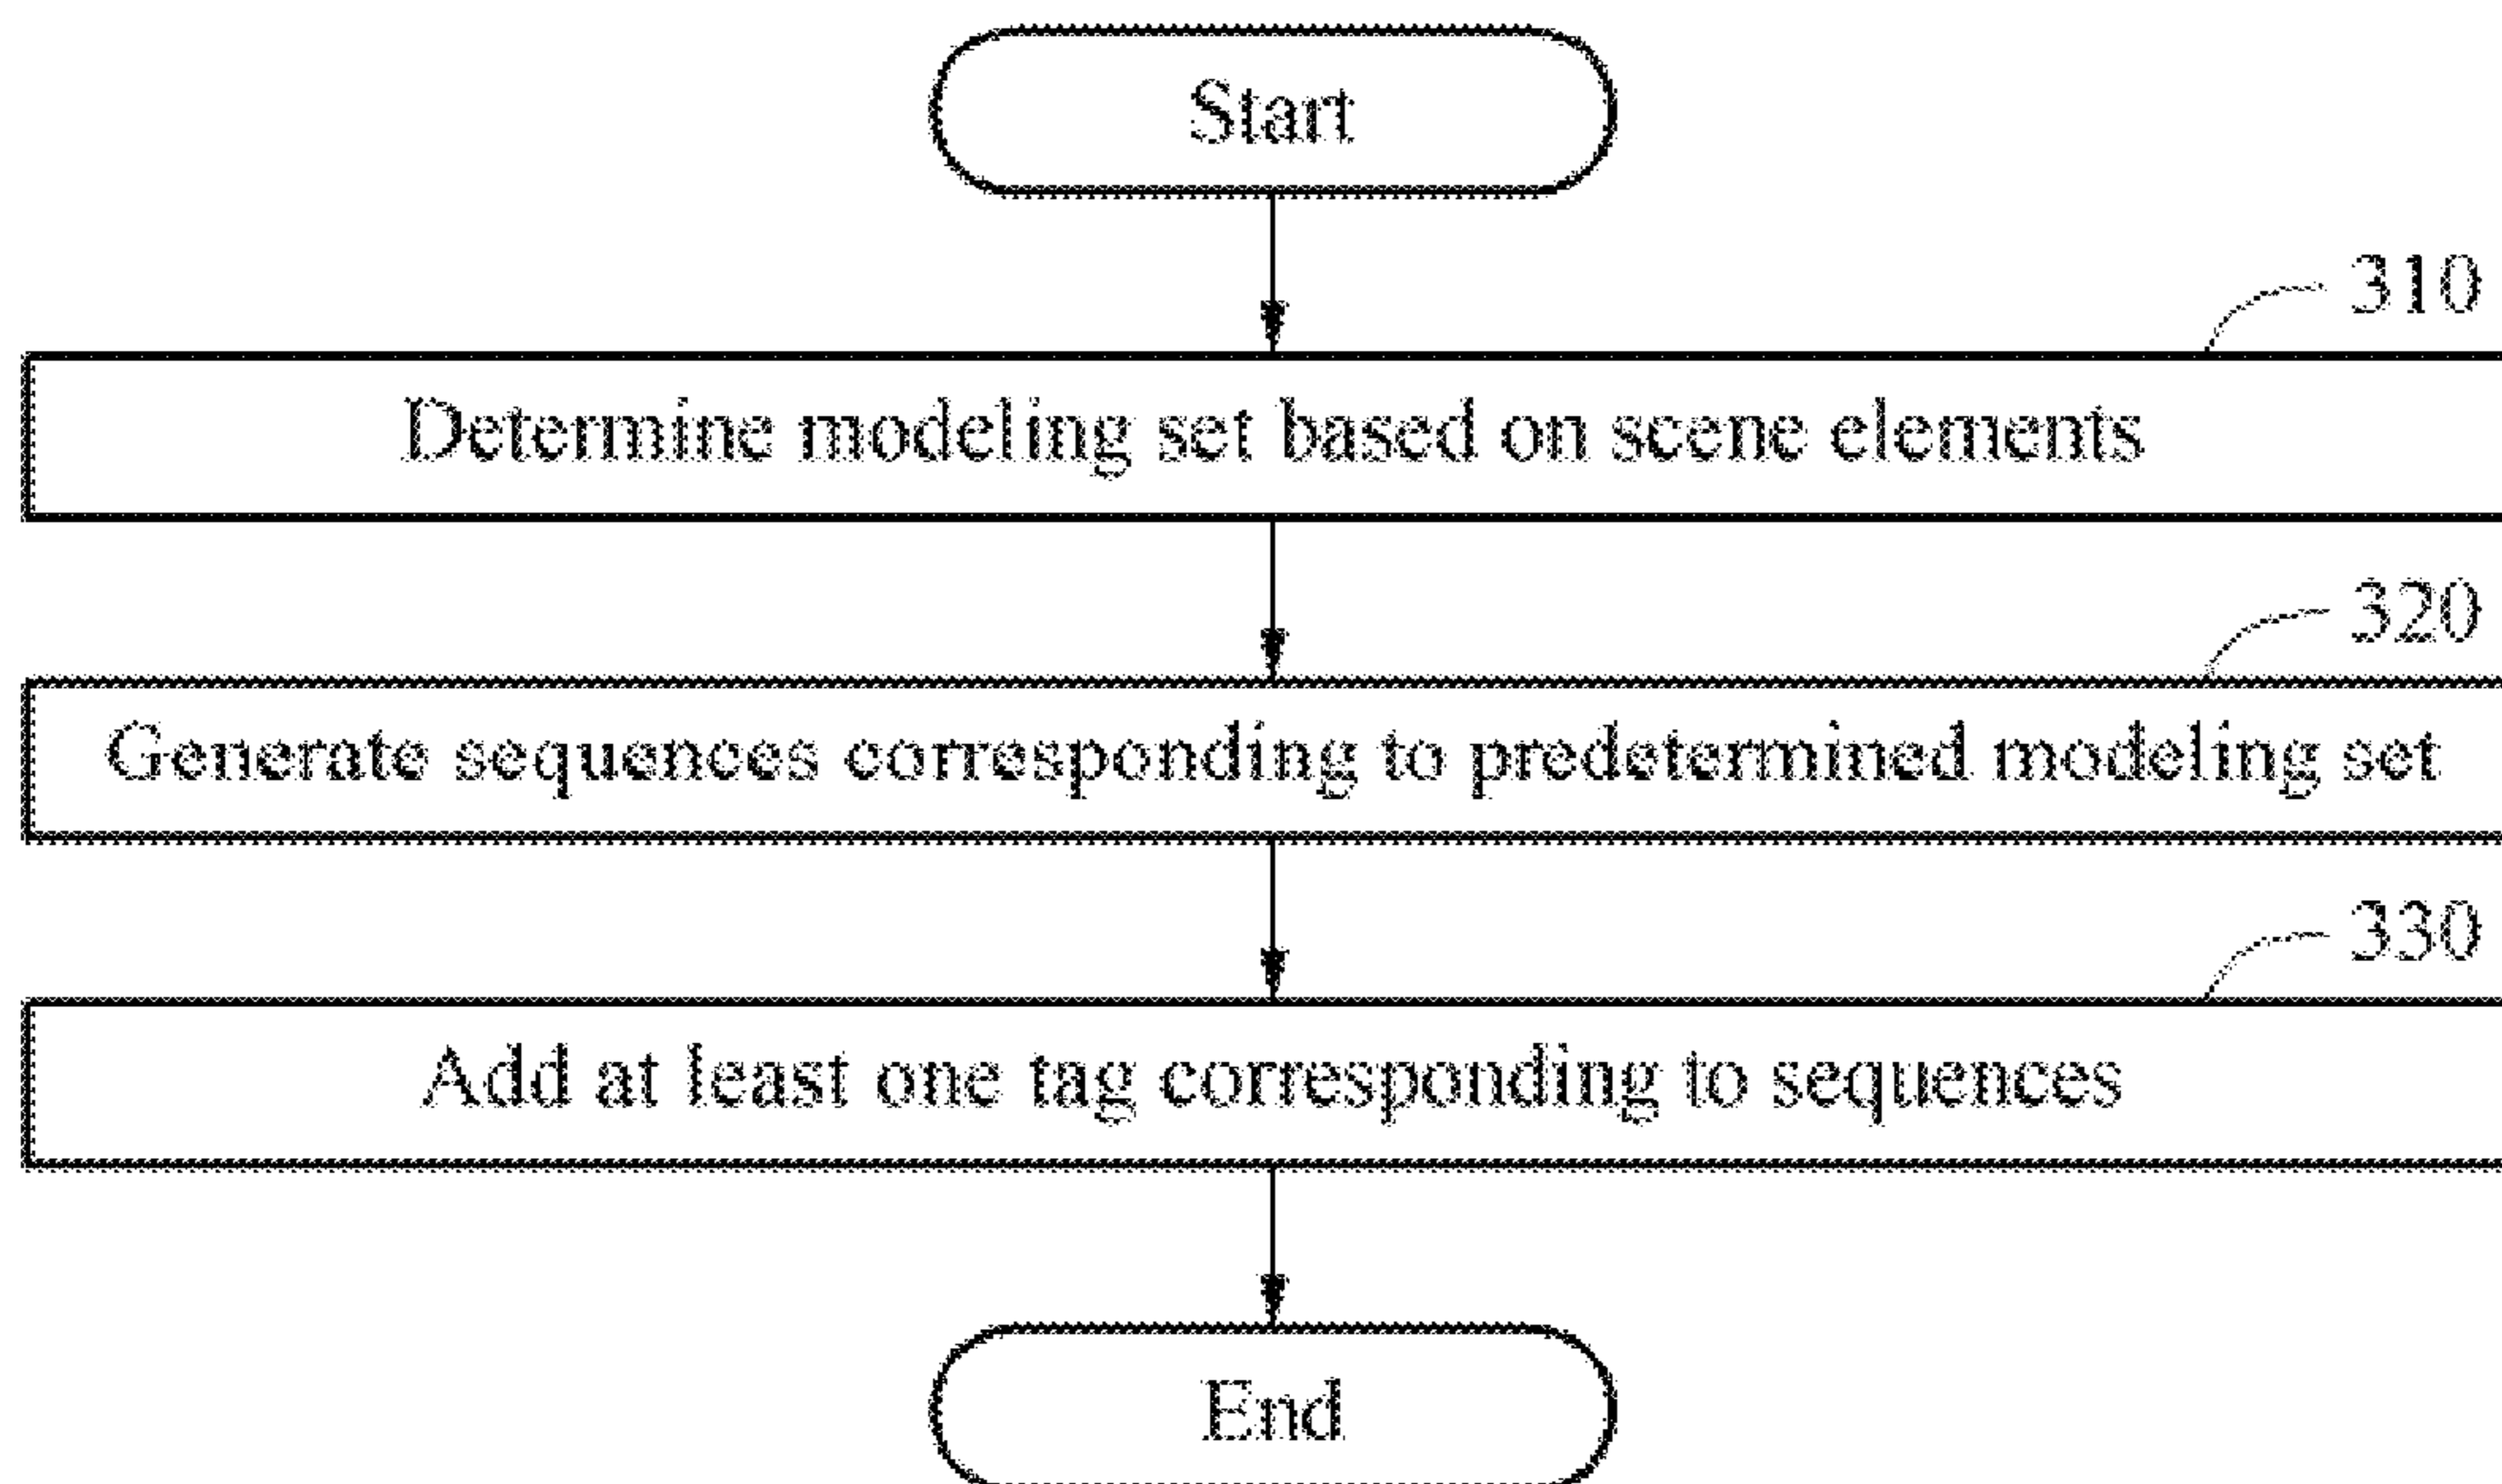 Start
310
Determine modeling set based on scene elements
320
Generate sequences corresponding to predetermined modeling set
330
Add at least one tag corresponding to sequences
End